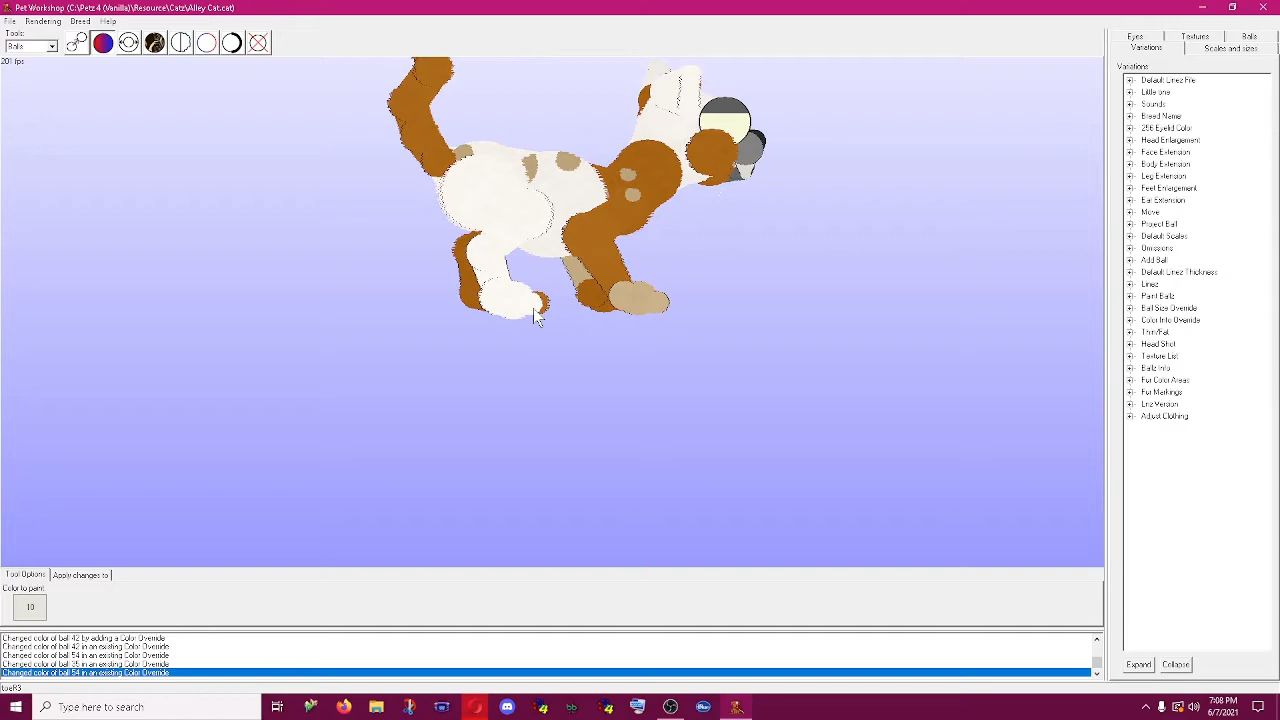 Pet Workshop (C:\Petz 4 (Vanilla)\Resource\Catz\Alley Cat.cat)
File Rendering Breed Help
Tools:
Balls
201 fps
Eyes Textures Balls
Variations Scales and sizes
Variations:
Default Linez File
Little one
Sounds
Breed Name
256 Eyelid Color
Head Enlargement
Face Extension
Body Extension
Leg Extension
Feet Enlargement
Ear Extension
Move
Project Ball
Default Scales
Omissions
Add Ball
Default Linez Thickness
Linez
Paint Ballz
Ball Size Override
Color Info Override
Thin/Fat
Head Shot
Texture List
Ballz Info
Fur Color Areas
Fur Markings
Lnz Version
Adjust Clothing
Expand Collapse
Tool Options Apply changes to
Color to paint
10
Changed color of ball 42 by adding a Color Override
Changed color of ball 42 in an existing Color Override
Changed color of ball 54 in an existing Color Override
Changed color of ball 35 in an existing Color Override
Changed color of ball 54 in an existing Color Override
toeR3
Type here to search
7:08 PM
6/7/2021